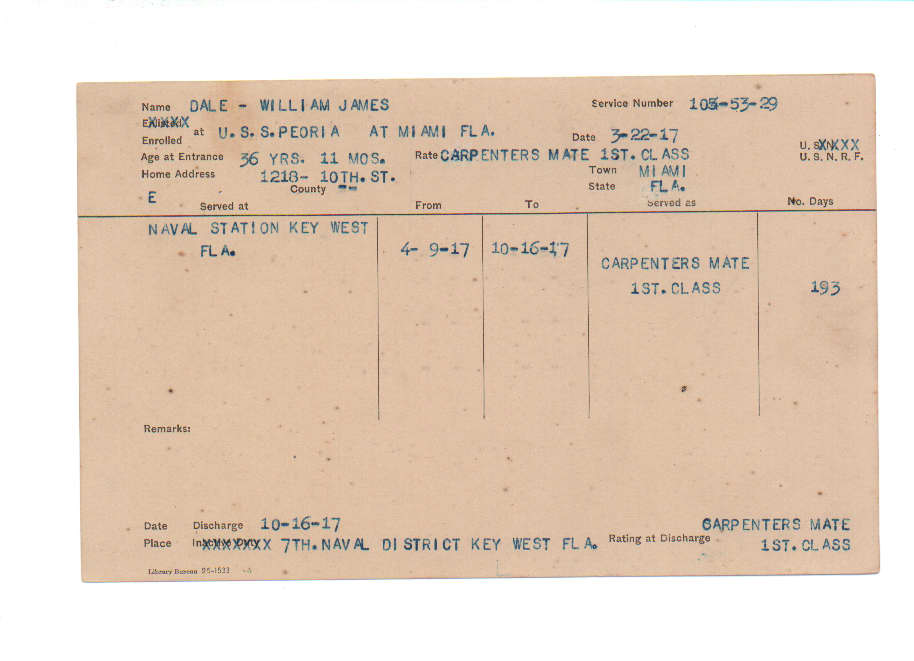 Name DALE - WILLIAM JAMES Service Number 105-53-29
Enlisted
Enrolled at U.S.S.PEORIA AT MIAMI FLA. Date 3-22-17
Age at Entrance 36 YRS. 11 MOS. Rate CARPENTERS MATE 1ST. CLASS U. S. N.
U. S. N. R. F.
Home Address 1218- 10TH. ST. Town MIAMI
E County -- State FLA.
Served at From To Served as No. Days
NAVAL STATION KEY WEST
FLA. 4- 9-17 10-16-17
CARPENTERS MATE
1ST. CLASS 193
Remarks:
Date Discharge 10-16-17 CARPENTERS MATE
Place Inactive Duty 7TH. NAVAL DISTRICT KEY WEST FLA. Rating at Discharge 1ST. CLASS
Library Bureau 25-1533